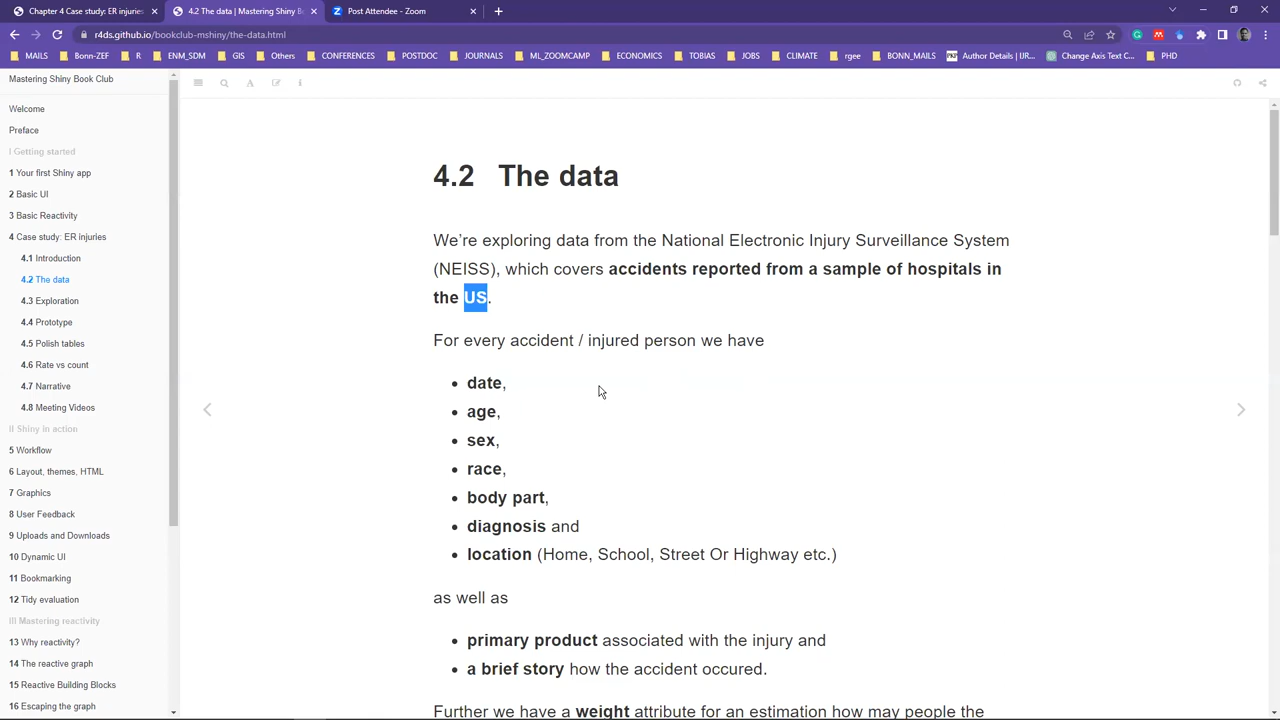 Chapter 4 Case study: ER injuries
4.2 The data | Mastering Shiny B
Post Attendee - Zoom
r4ds.github.io/bookclub-mshiny/the-data.html
MAILS
Bonn-ZEF
R
ENM_SDM
GIS
Others
CONFERENCES
POSTDOC
JOURNALS
ML_ZOOMCAMP
ECONOMICS
TOBIAS
JOBS
CLIMATE
rgee
BONN_MAILS
Author Details (IJR...
Change Axis Text C...
PHD
Mastering Shiny Book Club
Welcome
Preface
I Getting started
1 Your first Shiny app
2 Basic UI
3 Basic Reactivity
4 Case study: ER injuries
4.1 Introduction
4.2 The data
4.3 Exploration
4.4 Prototype
4.5 Polish tables
4.6 Rate vs count
4.7 Narrative
4.8 Meeting Videos
II Shiny in action
5 Workflow
6 Layout, themes, HTML
7 Graphics
8 User Feedback
9 Uploads and Downloads
10 Dynamic UI
11 Bookmarking
12 Tidy evaluation
III Mastering reactivity
13 Why reactivity?
14 The reactive graph
15 Reactive Building Blocks
16 Escaping the graph
4.2 The data
We're exploring data from the National Electronic Injury Surveillance System
(NEISS), which covers accidents reported from a sample of hospitals in
the US.
For every accident / injured person we have
• date,
• age,
• sex,
• race,
• body part,
• diagnosis and
• location (Home, School, Street Or Highway etc.)
as well as
• primary product associated with the injury and
• a brief story how the accident occured.
Further we have a weight attribute for an estimation how may people the